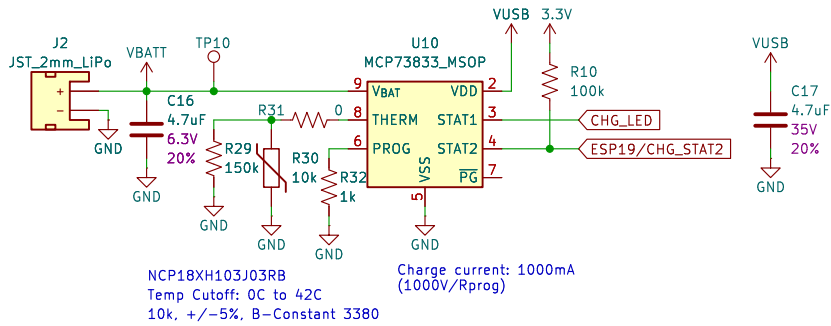 J2
JST_2mm_LiPo
VBATT
TP10
U10
MCP73833_MSOP
VUSB
3.3V
VUSB
+
-
9
VBAT
VDD
2
R10
100k
C16
4.7uF
6.3V
20%
R31
0
8
THERM
STAT1
3
CHG_LED
C17
4.7uF
35V
20%
GND
R29
150k
R30
10k
6
PROG
STAT2
4
ESP19/CHG_STAT2
R32
1k
VSS
5
PG
7
GND
GND
GND
GND
GND
GND
NCP18XH103J03RB
Temp Cutoff: 0C to 42C
10k, +/-5%, B-Constant 3380
Charge current: 1000mA
(1000V/Rprog)